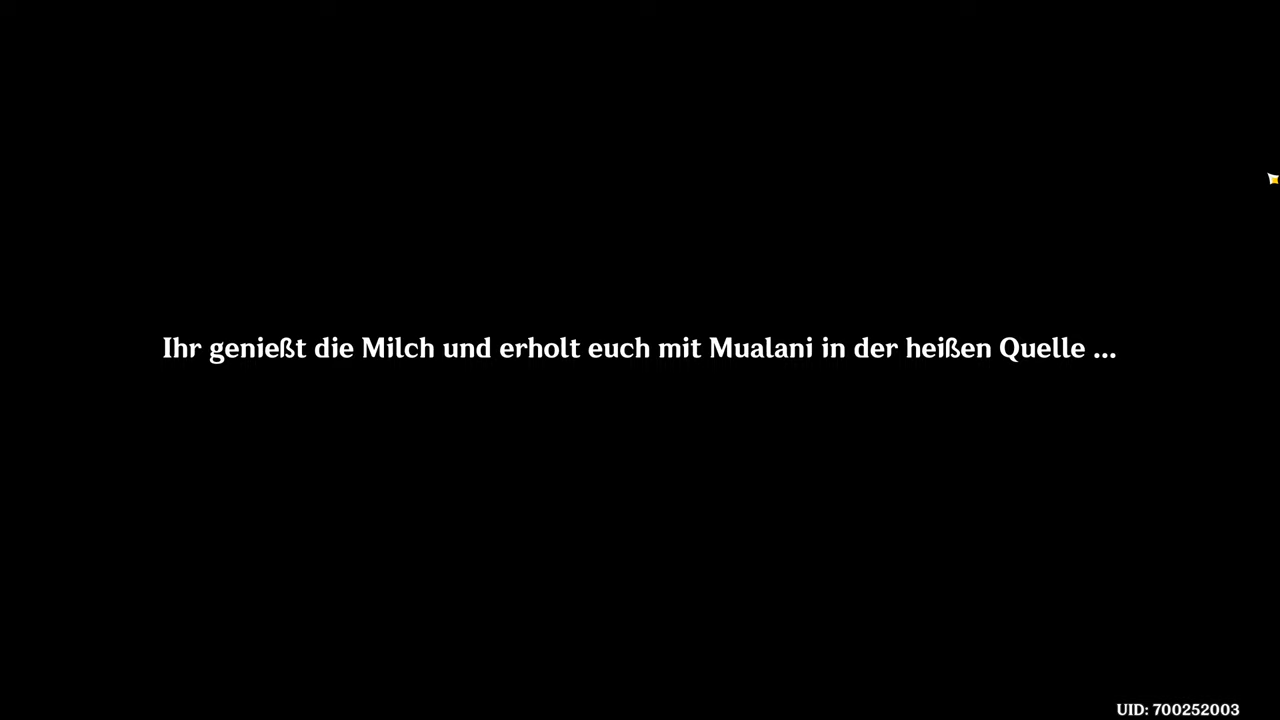 Ihr genießt die Milch und erholt euch mit Mualani in der heißen Quelle ...
UID: 700252003